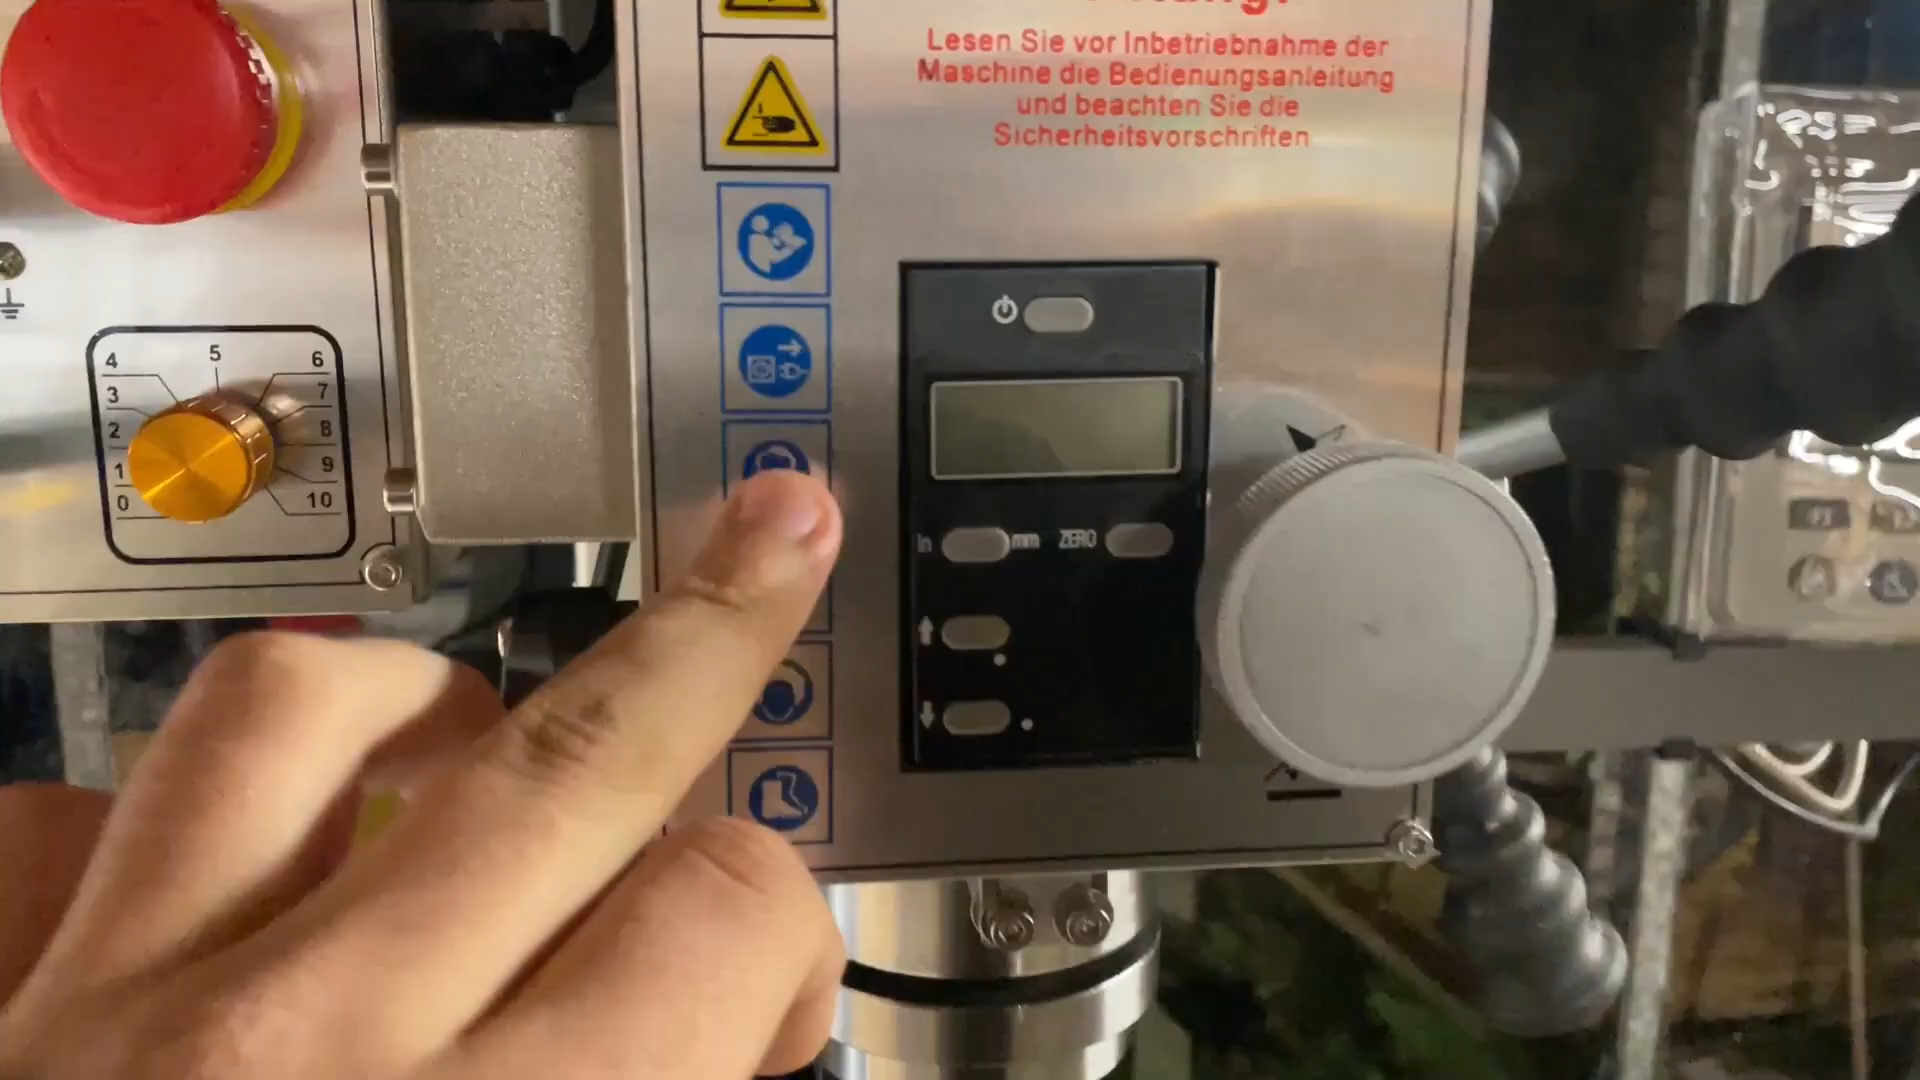 Lesen Sie vor Inbetriebnahme der
Maschine die Bedienungsanleitung
und beachten Sie die
Sicherheitsvorschriften
4 5 6
3 7
2 8
1 9
0 10
In mm ZERO